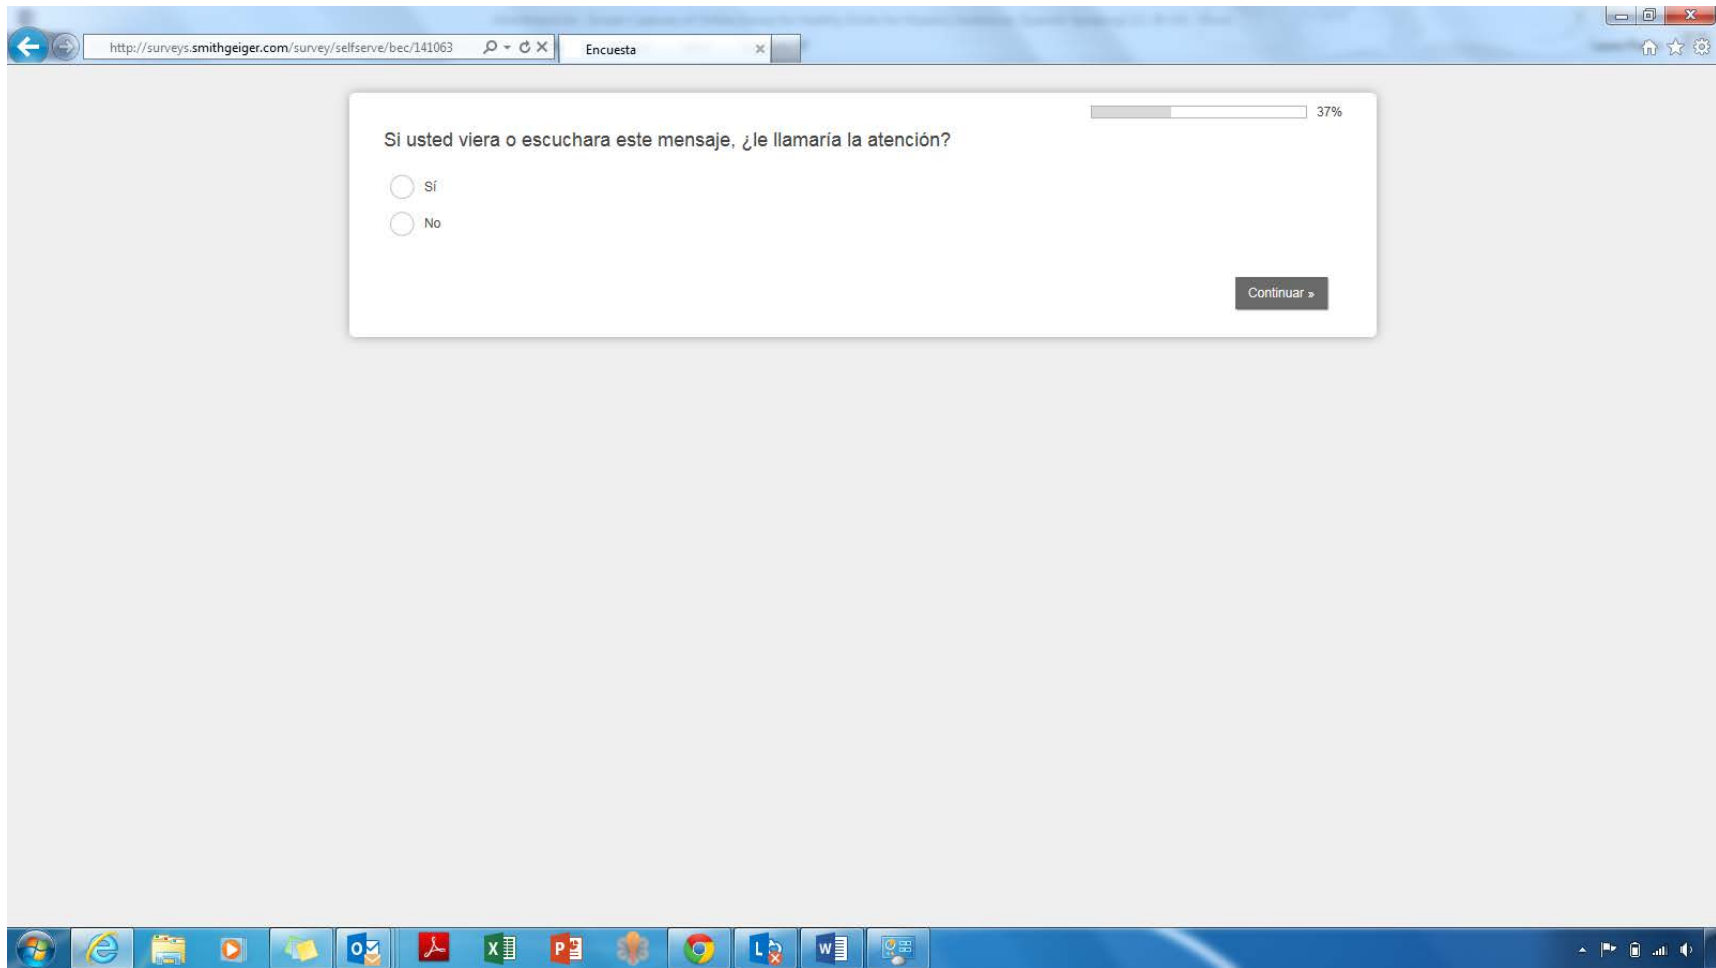 http://surveys.smithgeiger.com/survey/selfserve/bec/141063
Encuesta
37%
Si usted viera o escuchara este mensaje, ¿le llamaría la atención?
Sí
No
Continuar »